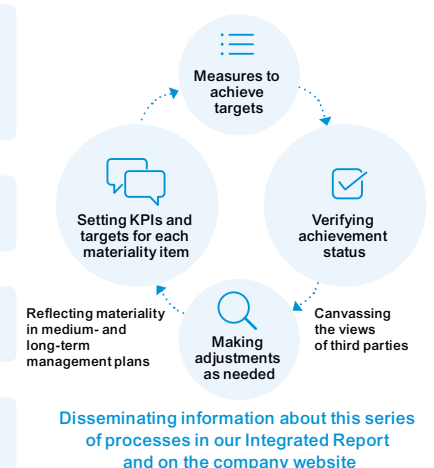 Measures to
achieve
targets
Setting KPIs and
targets for each
materiality item
Verifying
achievement
status
Reflecting materiality
in medium- and
long-term
management plans
Making
adjustments
as needed
Canvassing
the views
of third parties
Disseminating information about this series
of processes in our Integrated Report
and on the company website